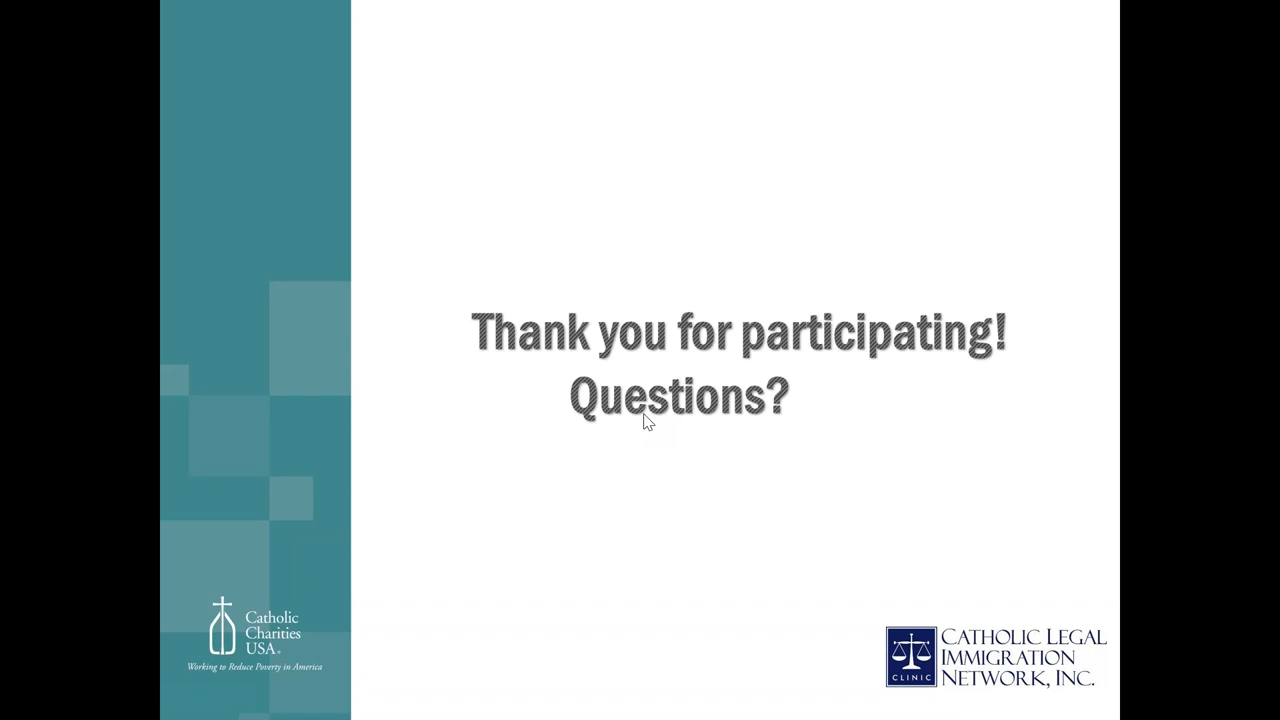 Thank you for participating!
Questions?
Catholic
Charities
USA®
Working to Reduce Poverty in America
CLINIC
CATHOLIC LEGAL
IMMIGRATION
NETWORK, INC.